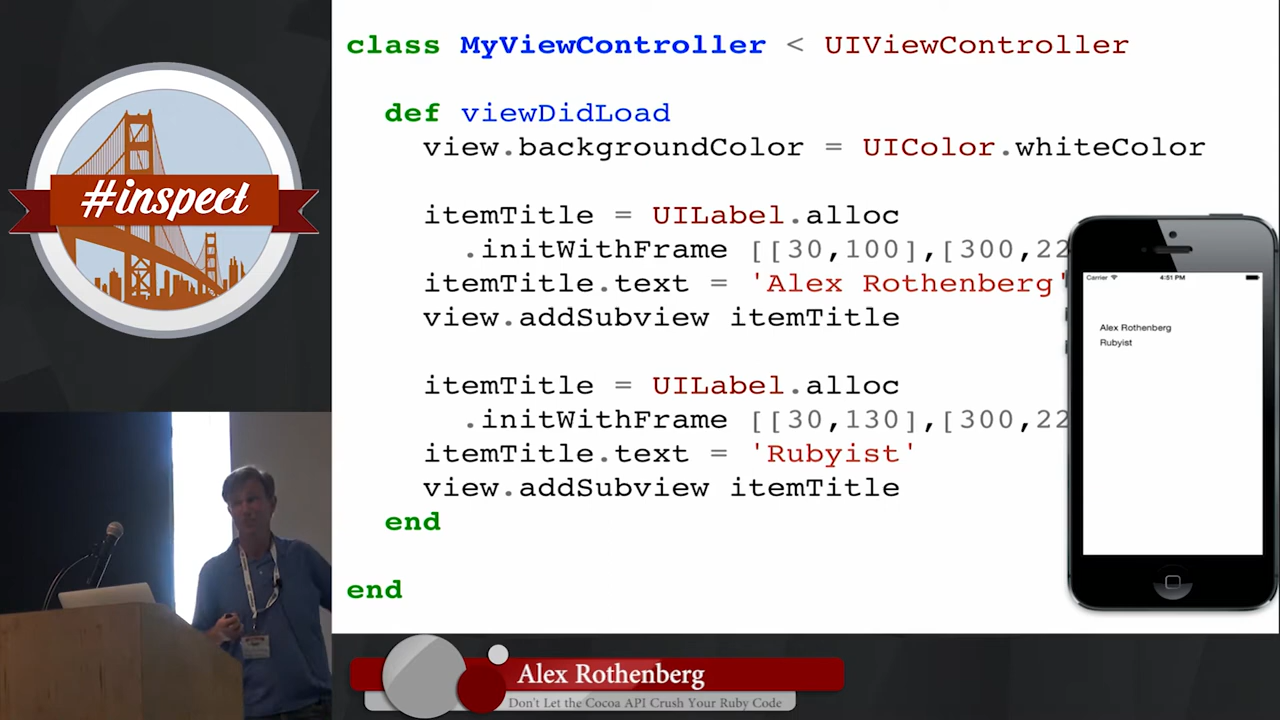 #inspect
class MyViewController < UIViewController
def viewDidLoad
view.backgroundColor = UIColor.whiteColor
itemTitle = UILabel.alloc
.initWithFrame [[30,100],[300,22
itemTitle.text = 'Alex Rothenberg'
view.addSubview itemTitle
itemTitle = UILabel.alloc
.initWithFrame [[30,130],[300,22
itemTitle.text = 'Rubyist'
view.addSubview itemTitle
end
end
Carrier 4:51 PM
Alex Rothenberg
Rubyist
Alex Rothenberg
Don't Let the Cocoa API Crush Your Ruby Code